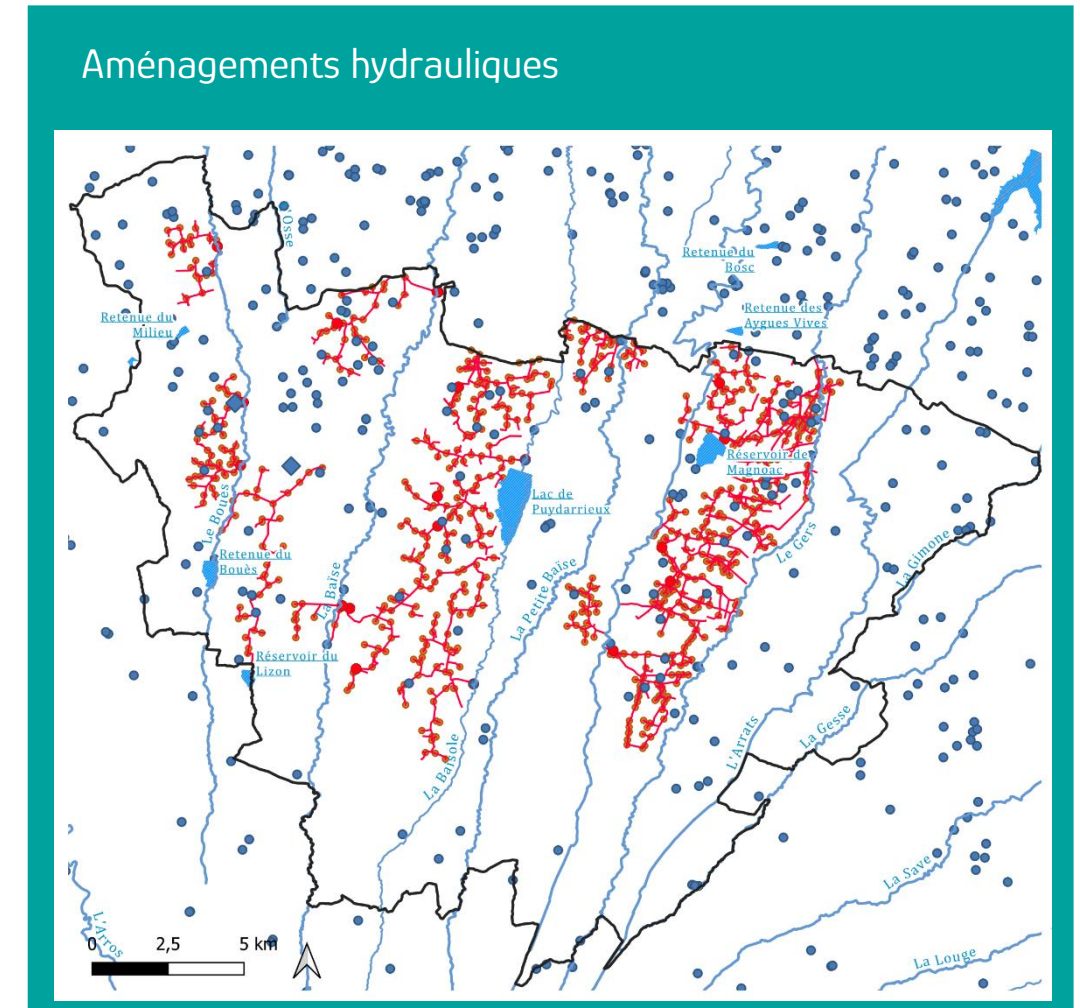 Aménagements hydrauliques
L'Osse
Retenue du
Bosc
Retenue du
Milieu
Retenue des
Aygues Vives
Réservoir de
Magnoac
Lac de
Puydarrieux
Le Bouès
Retenue du
Bouès
La Baïse
La Petite Baïse
Le Gers
La Gimone
Réservoir du
Lizon
La Baïsole
L'Arrats
La Gesse
La Save
L'Arros
La Louge
0 2,5 5 km